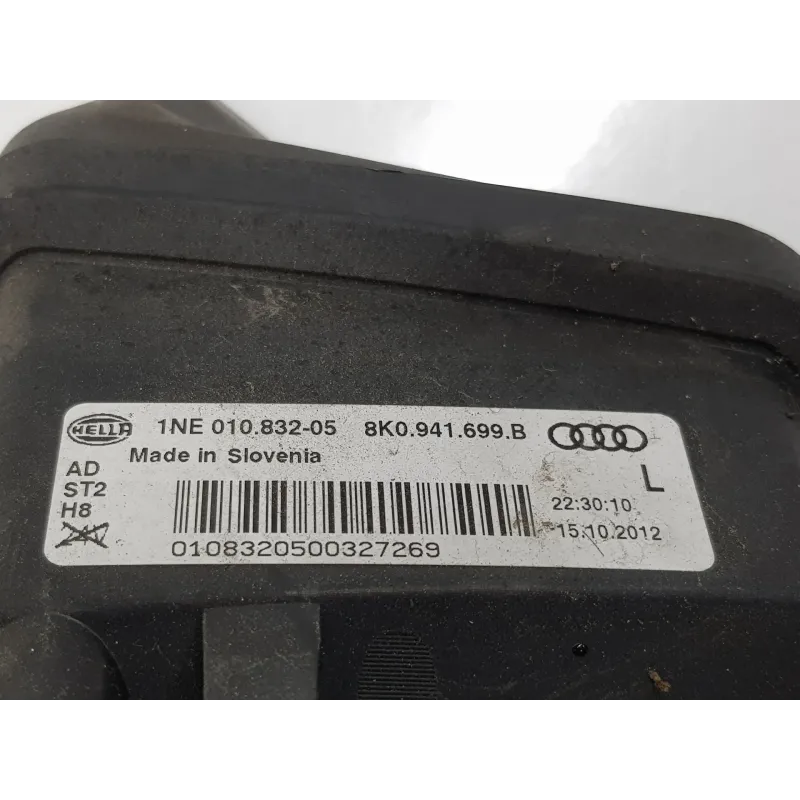 HELLA 1NE 010.832-05 8K0.941.699.B
Made in Slovenia
L
AD
ST2
H8
22:30:10
15.10.2012
0108320500327269